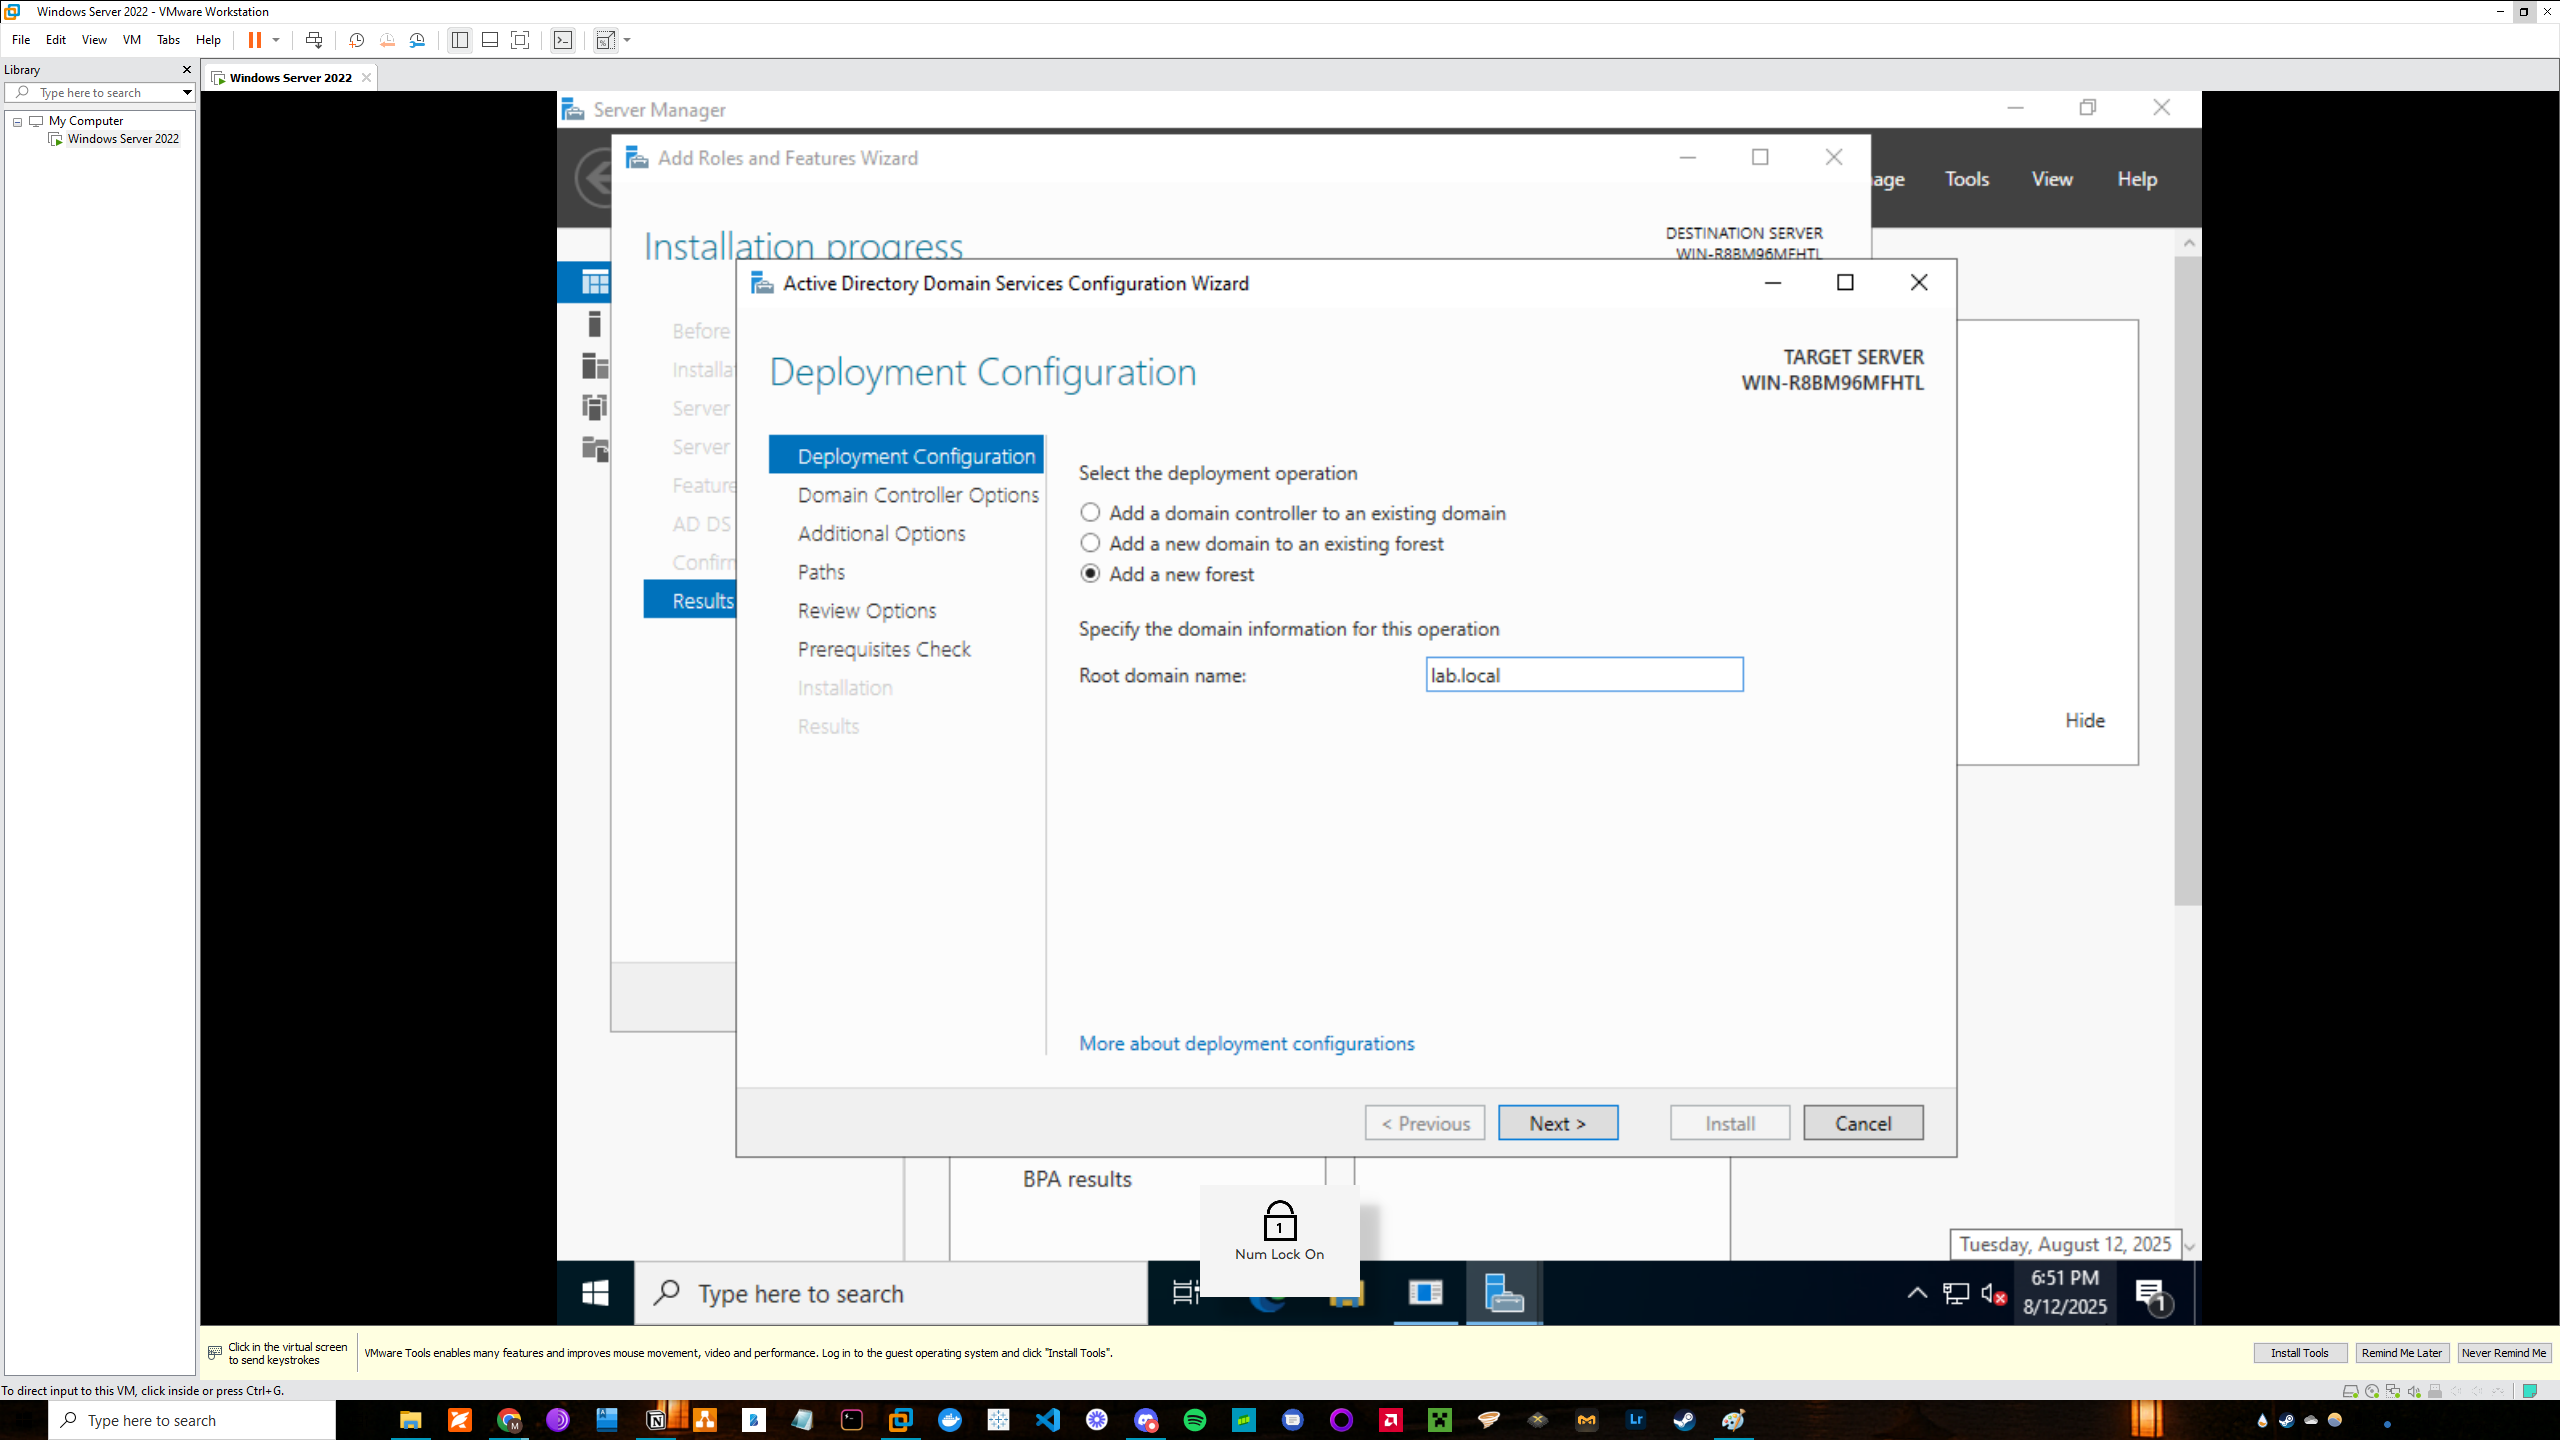 Windows Server 2022 - VMware Workstation
File Edit View VM Tabs Help
Library
Type here to search
My Computer
Windows Server 2022
Windows Server 2022
Server Manager
Tools View Help
Add Roles and Features Wizard
Installation progress
DESTINATION SERVER
WIN-R8BM96MFHTL
Before
Server
Server
AD DS
Results
Active Directory Domain Services Configuration Wizard
Deployment Configuration
TARGET SERVER
WIN-R8BM96MFHTL
Deployment Configuration
Domain Controller Options
Additional Options
Paths
Review Options
Prerequisites Check
Installation
Results
Select the deployment operation
Add a domain controller to an existing domain
Add a new domain to an existing forest
Add a new forest
Specify the domain information for this operation
Root domain name: lab.local
More about deployment configurations
< Previous Next > Install Cancel
Hide
BPA results
1
Num Lock On
Tuesday, August 12, 2025
Type here to search
6:51 PM
8/12/2025
1
Click in the virtual screen
to send keystrokes
VMware Tools enables many features and improves mouse movement, video and performance. Log in to the guest operating system and click "Install Tools".
Install Tools Remind Me Later Never Remind Me
To direct input to this VM, click inside or press Ctrl+G.
Type here to search
Lr